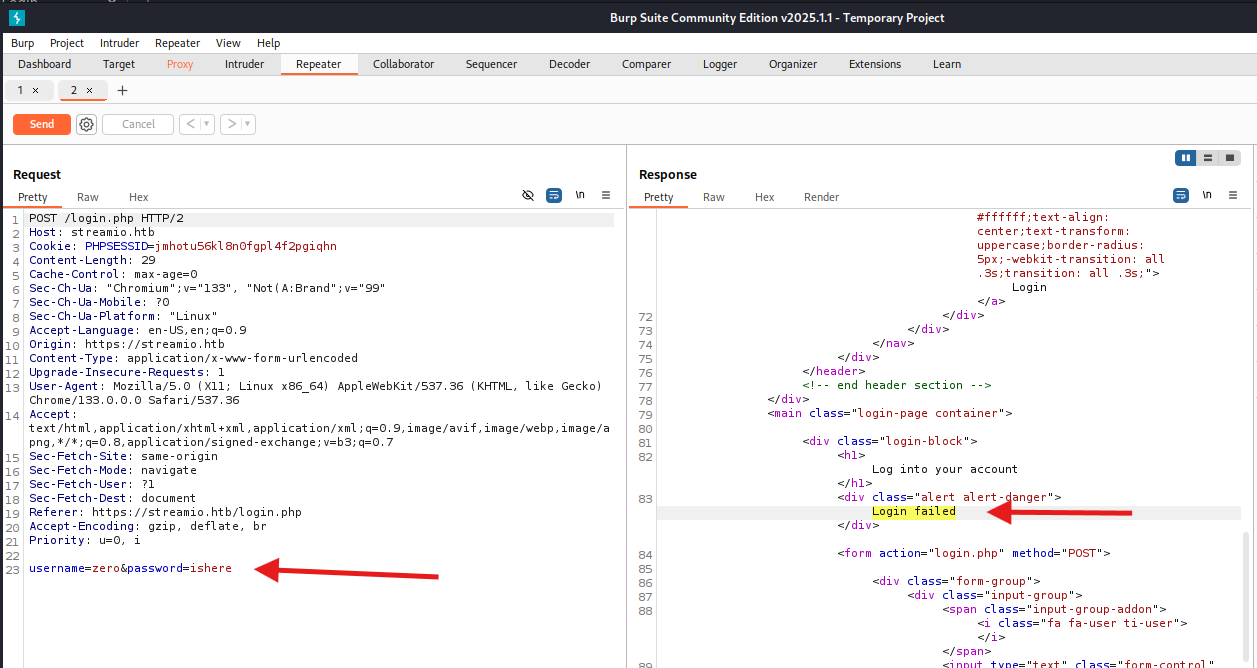 Burp Suite Community Edition v2025.1.1 - Temporary Project
Burp Project Intruder Repeater View Help
Dashboard Target Proxy Intruder Repeater Collaborator Sequencer Decoder Comparer Logger Organizer Extensions Learn
1 × 2 × +
Send Cancel < >
Request
Pretty Raw Hex \n
1 POST /login.php HTTP/2
2 Host: streamio.htb
3 Cookie: PHPSESSID=jmhotu56kl8n0fgpl4f2pgiqhn
4 Content-Length: 29
5 Cache-Control: max-age=0
6 Sec-Ch-Ua: "Chromium";v="133", "Not(A:Brand";v="99"
7 Sec-Ch-Ua-Mobile: ?0
8 Sec-Ch-Ua-Platform: "Linux"
9 Accept-Language: en-US,en;q=0.9
10 Origin: https://streamio.htb
11 Content-Type: application/x-www-form-urlencoded
12 Upgrade-Insecure-Requests: 1
13 User-Agent: Mozilla/5.0 (X11; Linux x86_64) AppleWebKit/537.36 (KHTML, like Gecko)
Chrome/133.0.0.0 Safari/537.36
14 Accept:
text/html,application/xhtml+xml,application/xml;q=0.9,image/avif,image/webp,image/a
png,*/*;q=0.8,application/signed-exchange;v=b3;q=0.7
15 Sec-Fetch-Site: same-origin
16 Sec-Fetch-Mode: navigate
17 Sec-Fetch-User: ?1
18 Sec-Fetch-Dest: document
19 Referer: https://streamio.htb/login.php
20 Accept-Encoding: gzip, deflate, br
21 Priority: u=0, i
22
23 username=zero&password=ishere
Response
Pretty Raw Hex Render \n
#ffffff;text-align:
center;text-transform:
uppercase;border-radius:
5px;-webkit-transition: all
.3s;transition: all .3s;">
Login
</a>
72 </div>
73 </div>
74 </nav>
75 </div>
76 </header>
77 <!-- end header section -->
78 </div>
79 <main class="login-page container">
80
81 <div class="login-block">
82 <h1>
Log into your account
</h1>
83 <div class="alert alert-danger">
Login failed
</div>
84 <form action="login.php" method="POST">
85
86 <div class="form-group">
87 <div class="input-group">
88 <span class="input-group-addon">
<i class="fa fa-user ti-user">
</i>
</span>
89 <input type="text" class="form-control"